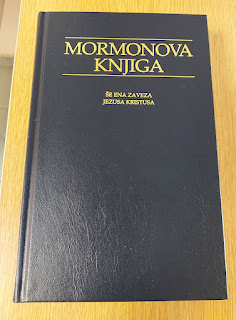 MORMONOVA
KNJIGA
ŠE ENA ZAVEZA
JEZUSA KRISTUSA